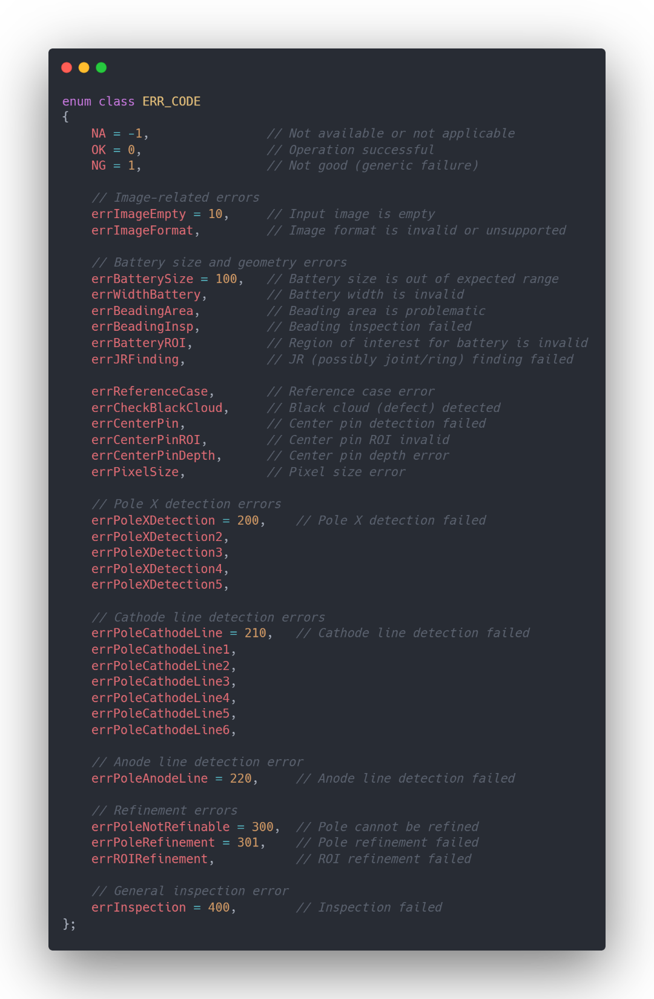 enum class ERR_CODE
{
    NA = -1,                // Not available or not applicable
    OK = 0,                 // Operation successful
    NG = 1,                 // Not good (generic failure)

    // Image-related errors
    errImageEmpty = 10,     // Input image is empty
    errImageFormat,         // Image format is invalid or unsupported

    // Battery size and geometry errors
    errBatterySize = 100,   // Battery size is out of expected range
    errWidthBattery,        // Battery width is invalid
    errBeadingArea,         // Beading area is problematic
    errBeadingInsp,         // Beading inspection failed
    errBatteryROI,          // Region of interest for battery is invalid
    errJRFinding,           // JR (possibly joint/ring) finding failed

    errReferenceCase,       // Reference case error
    errCheckBlackCloud,     // Black cloud (defect) detected
    errCenterPin,           // Center pin detection failed
    errCenterPinROI,        // Center pin ROI invalid
    errCenterPinDepth,      // Center pin depth error
    errPixelSize,           // Pixel size error

    // Pole X detection errors
    errPoleXDetection = 200,    // Pole X detection failed
    errPoleXDetection2,
    errPoleXDetection3,
    errPoleXDetection4,
    errPoleXDetection5,

    // Cathode line detection errors
    errPoleCathodeLine = 210,   // Cathode line detection failed
    errPoleCathodeLine1,
    errPoleCathodeLine2,
    errPoleCathodeLine3,
    errPoleCathodeLine4,
    errPoleCathodeLine5,
    errPoleCathodeLine6,

    // Anode line detection error
    errPoleAnodeLine = 220,     // Anode line detection failed

    // Refinement errors
    errPoleNotRefinable = 300,  // Pole cannot be refined
    errPoleRefinement = 301,    // Pole refinement failed
    errROIRefinement,           // ROI refinement failed

    // General inspection error
    errInspection = 400,        // Inspection failed
};